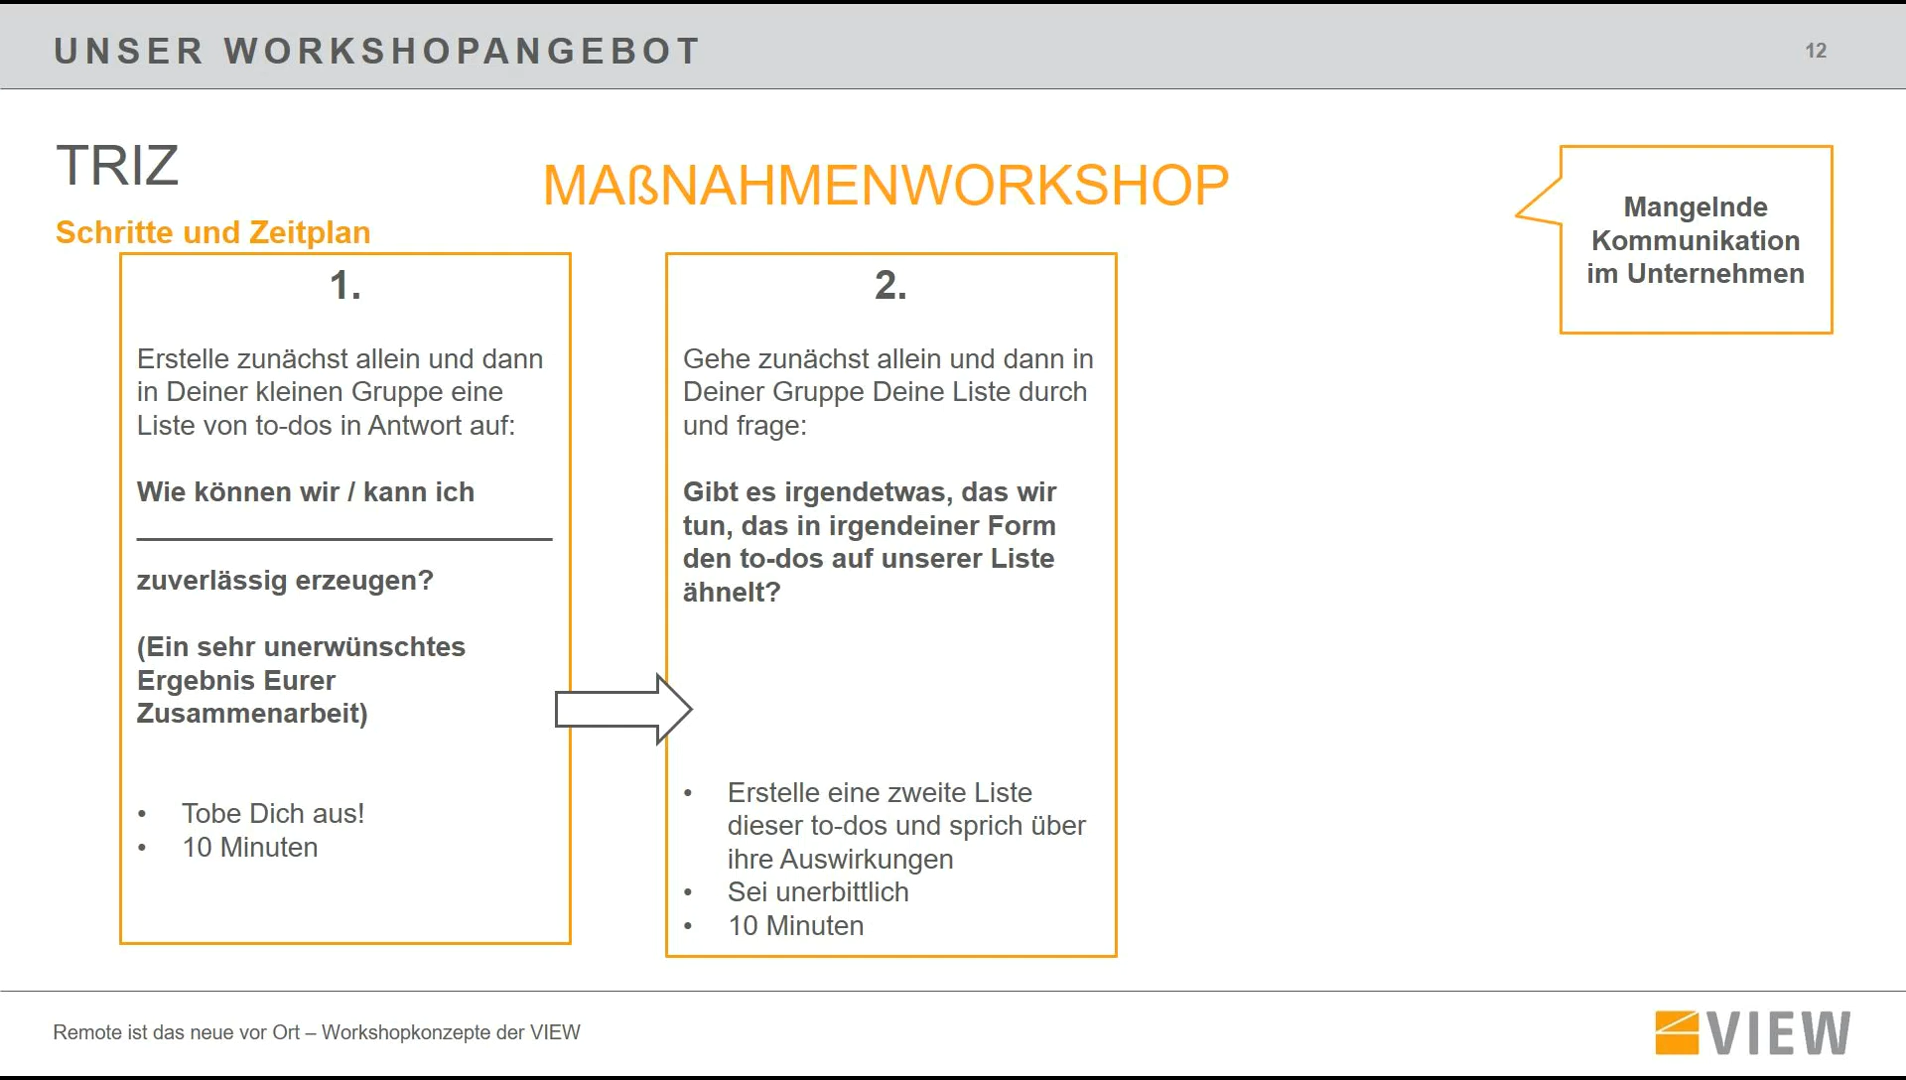 UNSER WORKSHOPANGEBOT
12
TRIZ
MAßNAHMENWORKSHOP
Schritte und Zeitplan
Mangelnde
Kommunikation
im Unternehmen
1.
Erstelle zunächst allein und dann
in Deiner kleinen Gruppe eine
Liste von to-dos in Antwort auf:
Wie können wir / kann ich
zuverlässig erzeugen?
(Ein sehr unerwünschtes
Ergebnis Eurer
Zusammenarbeit)
• Tobe Dich aus!
• 10 Minuten
2.
Gehe zunächst allein und dann in
Deiner Gruppe Deine Liste durch
und frage:
Gibt es irgendetwas, das wir
tun, das in irgendeiner Form
den to-dos auf unserer Liste
ähnelt?
• Erstelle eine zweite Liste
dieser to-dos und sprich über
ihre Auswirkungen
• Sei unerbittlich
• 10 Minuten
Remote ist das neue vor Ort – Workshopkonzepte der VIEW
VIEW